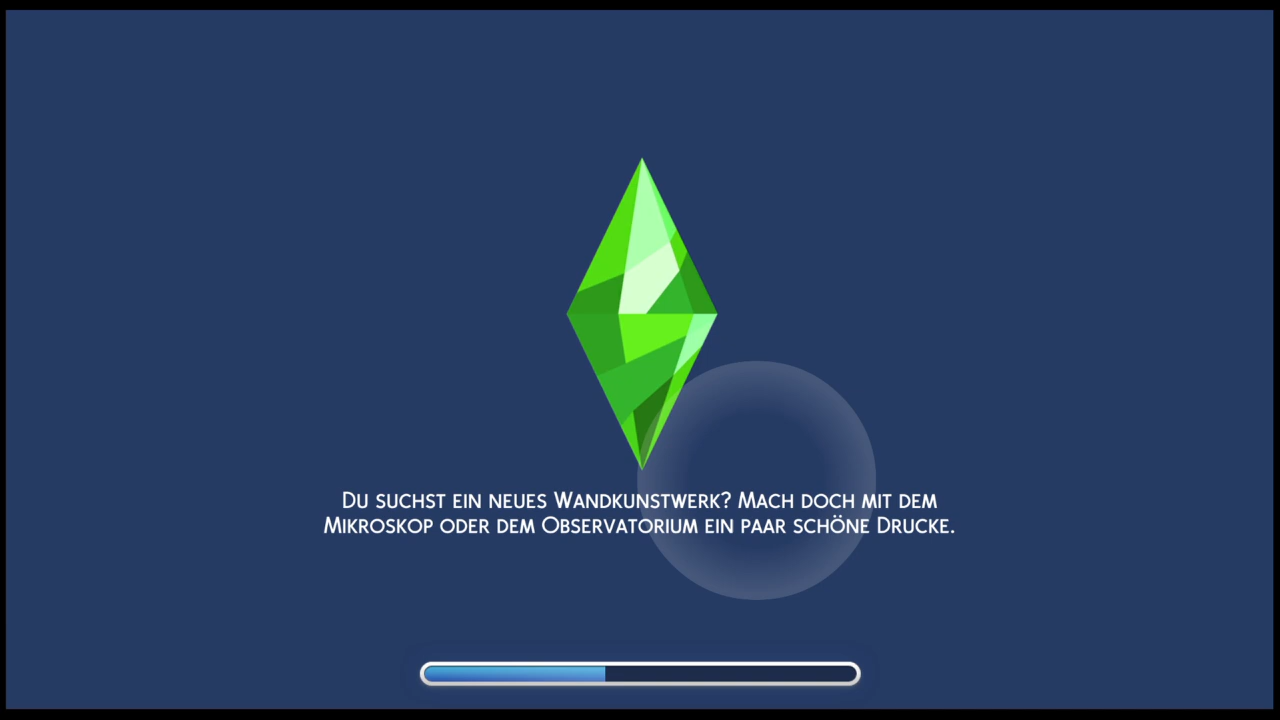 Du suchst ein neues Wandkunstwerk? Mach doch mit dem
Mikroskop oder dem Observatorium ein paar schöne Drucke.